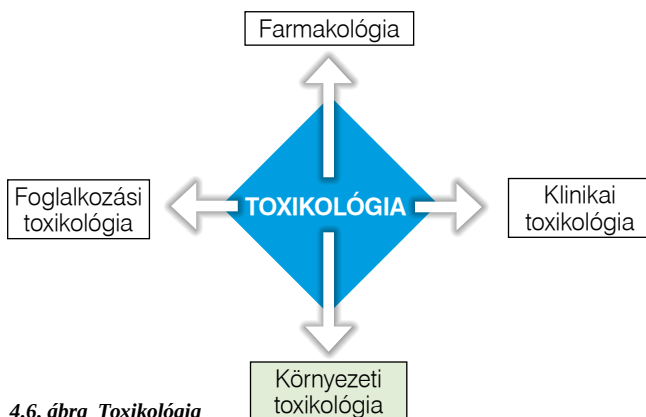 Farmakológia
Foglalkozási
toxikológia
TOXIKOLÓGIA
Klinikai
toxikológia
Környezeti
toxikológia
4.6. ábra Toxikológia